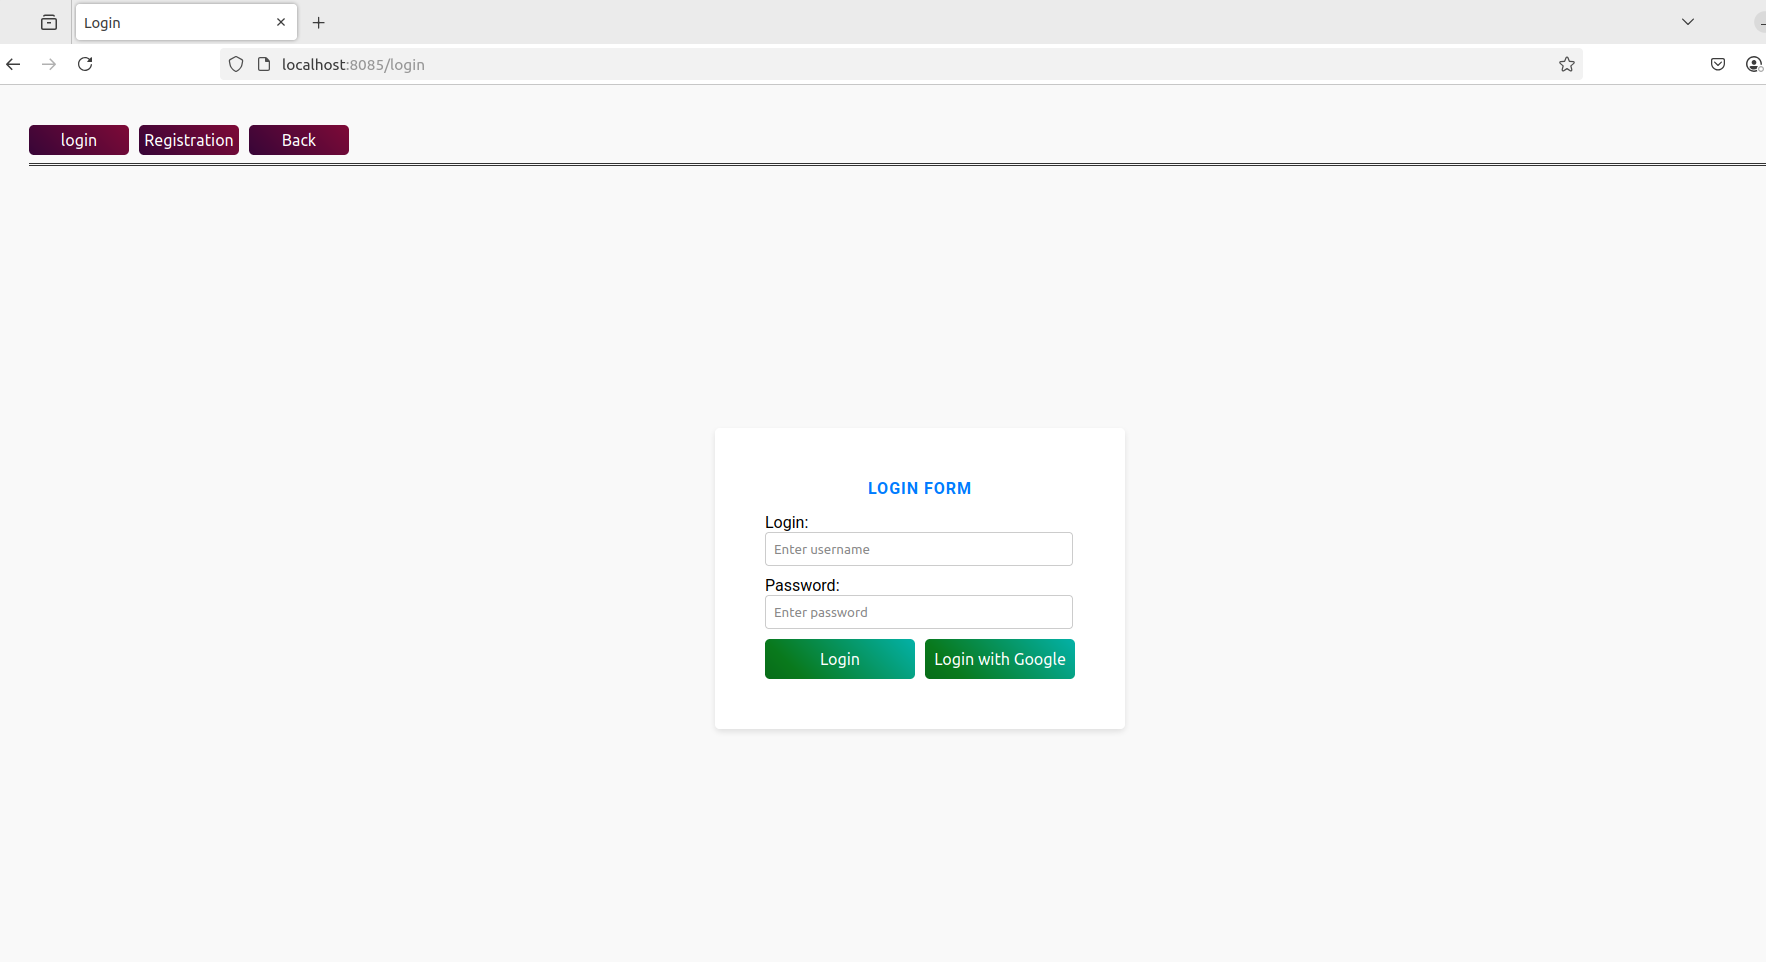 Login
localhost:8085/login
login Registration Back
LOGIN FORM
Login:
Enter username
Password:
Enter password
Login Login with Google